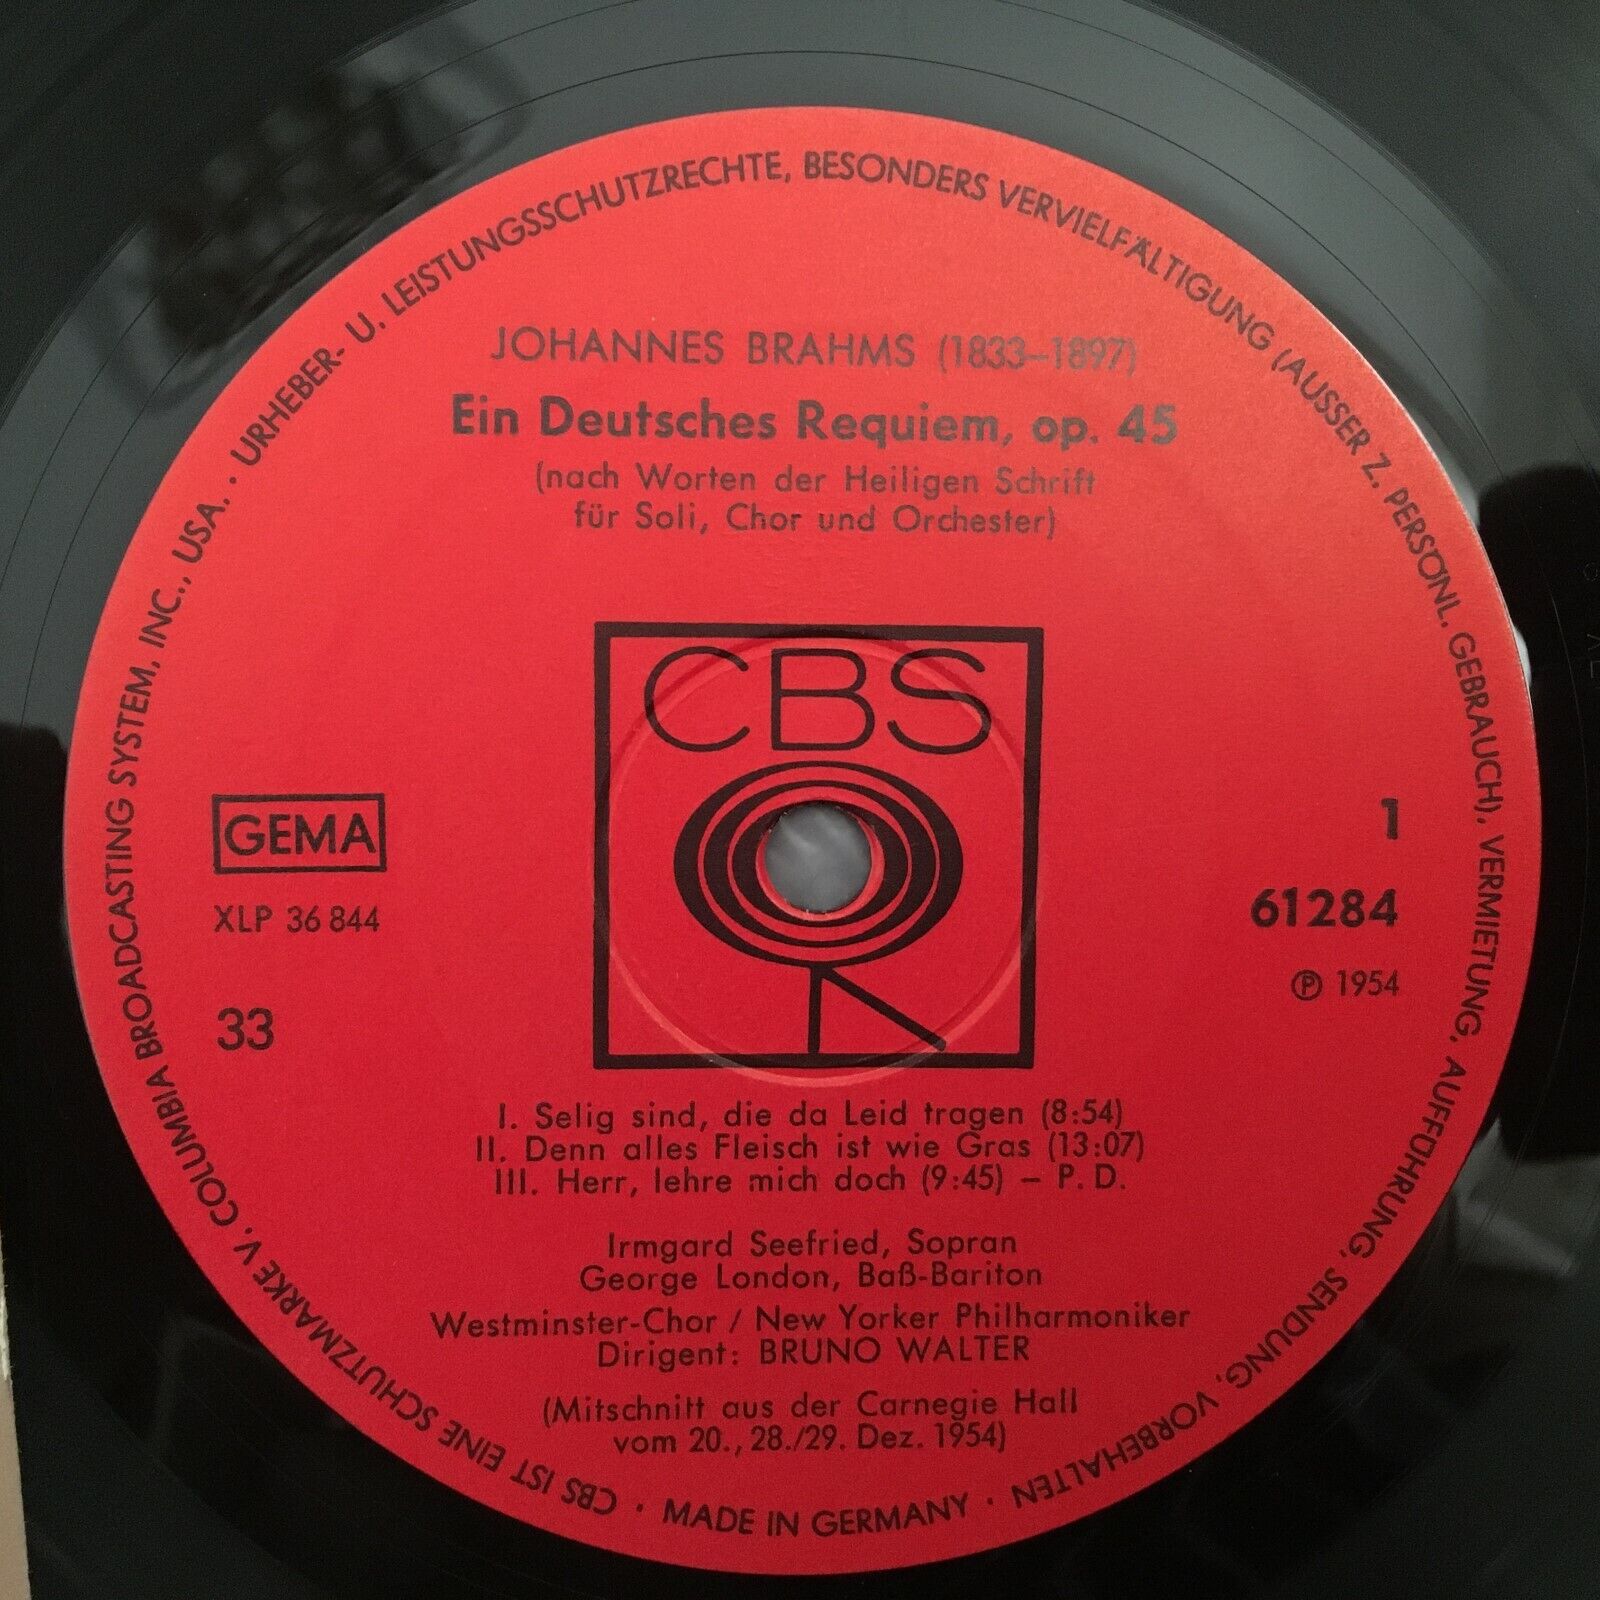 JOHANNES BRAHMS (1833–1897)
Ein Deutsches Requiem, op. 45
(nach Worten der Heiligen Schrift
für Soli, Chor und Orchester)
CBS
GEMA
XLP 36 844
33
1
61284
℗ 1954
I. Selig sind, die da Leid tragen (8:54)
II. Denn alles Fleisch ist wie Gras (13:07)
III. Herr, lehre mich doch (9:45) – P. D.
Irmgard Seefried, Sopran
George London, Baß-Bariton
Westminster-Chor / New Yorker Philharmoniker
Dirigent: BRUNO WALTER
(Mitschnitt aus der Carnegie Hall
vom 20., 28./29. Dez. 1954)
CBS IST EINE SCHUTZMARKE V. COLUMBIA BROADCASTING SYSTEM, INC., USA. · URHEBER- U. LEISTUNGSSCHUTZRECHTE, BESONDERS VERVIELFÄLTIGUNG (AUSSER Z. PERSÖNL. GEBRAUCH), VERMIETUNG, AUFFÜHRUNG, SENDUNG, VORBEHALTEN · MADE IN GERMANY ·